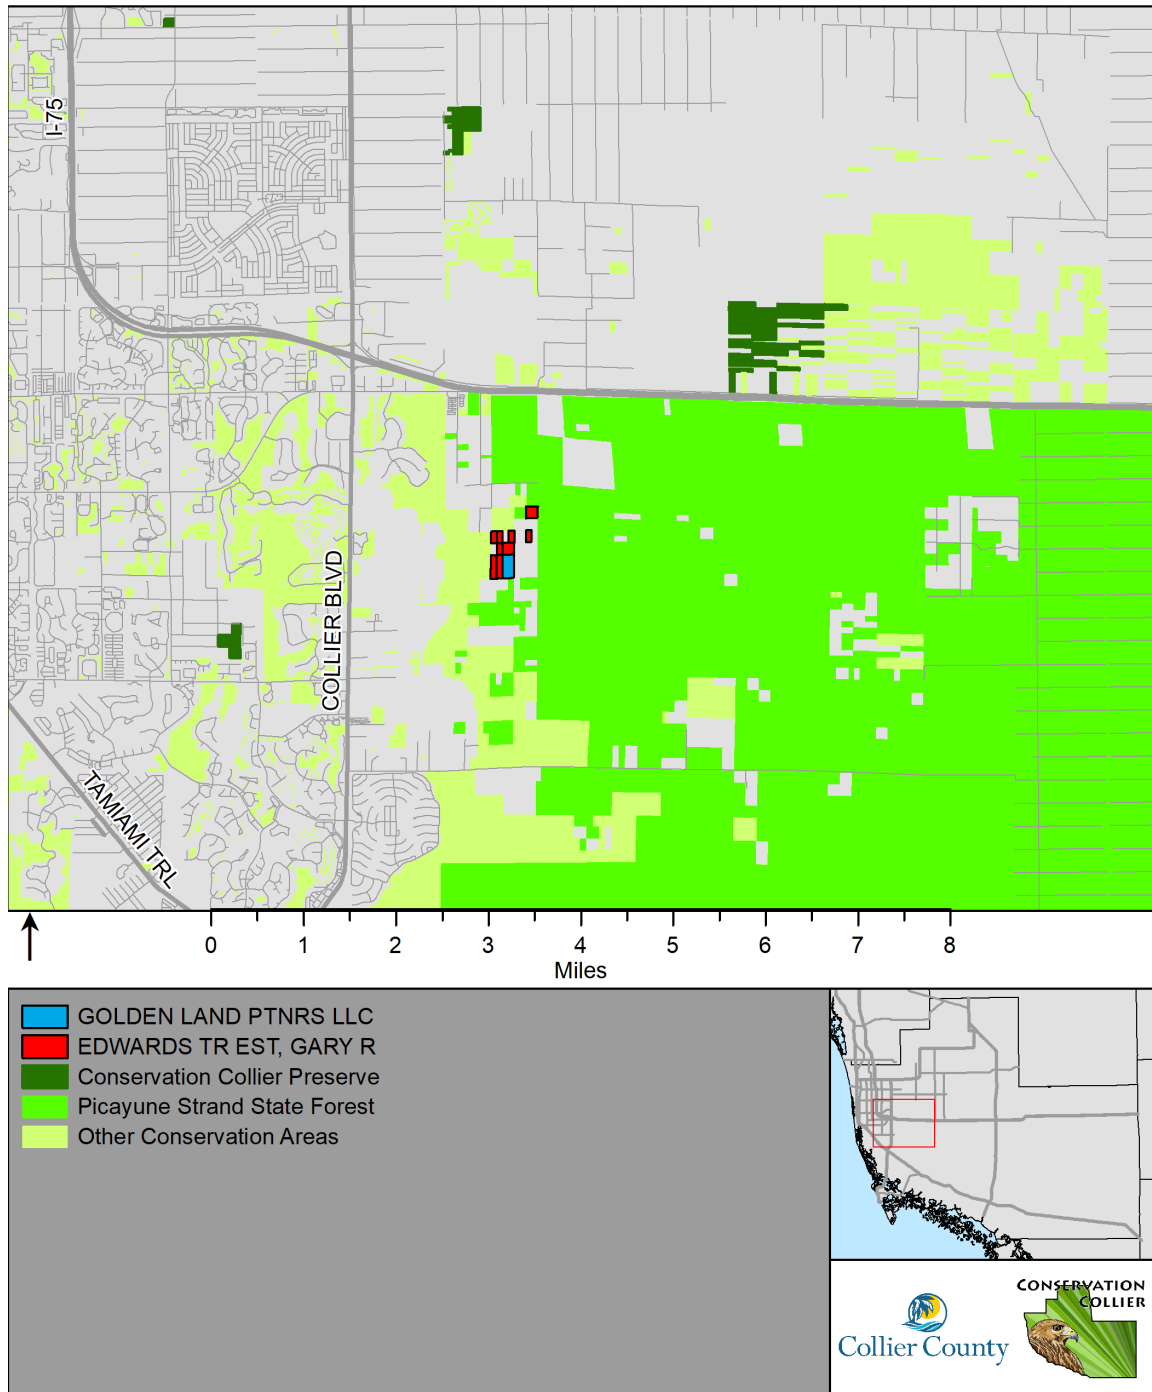 I-75
COLLIER BLVD
TAMIAMI TRL
0 1 2 3 4 5 6 7 8
Miles
GOLDEN LAND PTNRS LLC
EDWARDS TR EST, GARY R
Conservation Collier Preserve
Picayune Strand State Forest
Other Conservation Areas
Collier County
CONSERVATION
COLLIER